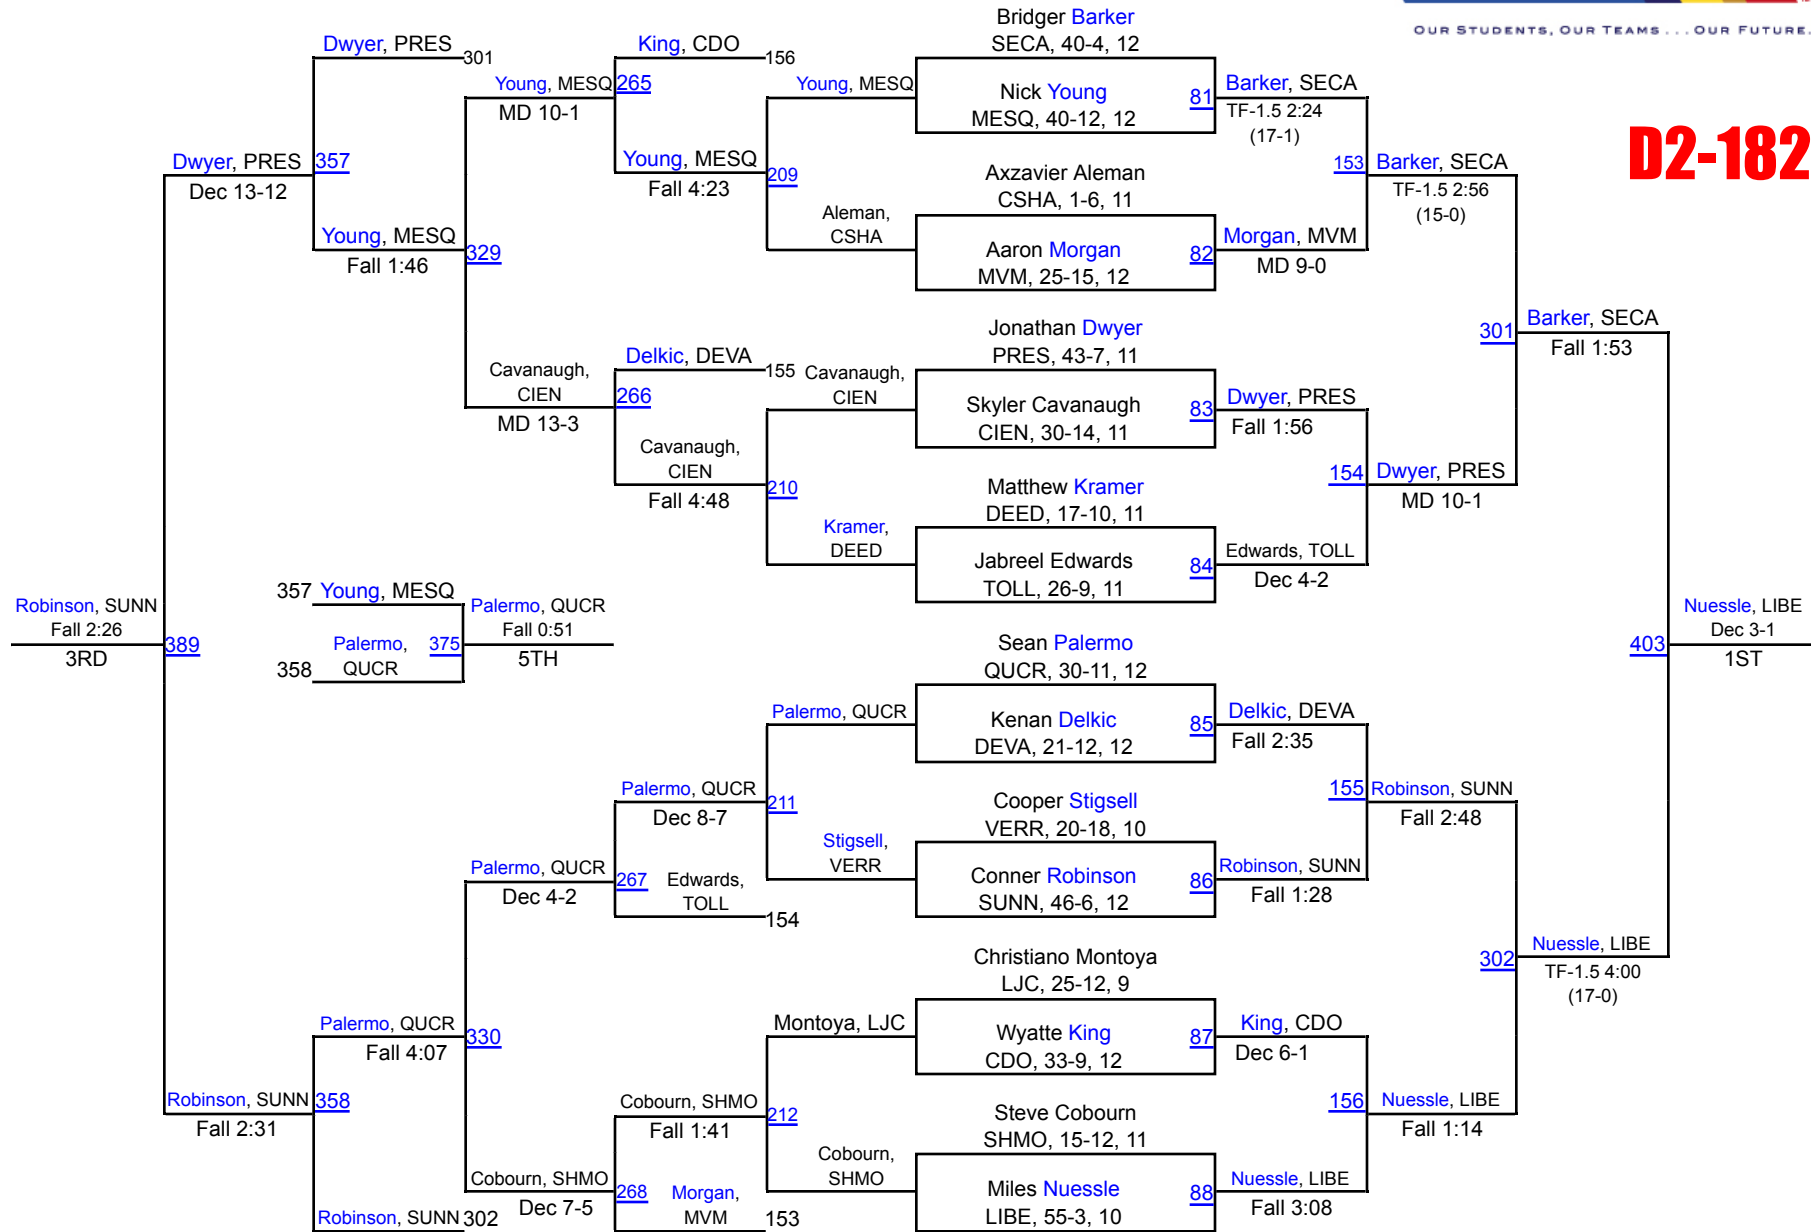 OUR STUDENTS, OUR TEAMS . . . OUR FUTURE.
D2-182
Bridger Barker
SECA, 40-4, 12
Nick Young
MESQ, 40-12, 12
81
Axzavier Aleman
CSHA, 1-6, 11
Aaron Morgan
MVM, 25-15, 12
82
Jonathan Dwyer
PRES, 43-7, 11
Skyler Cavanaugh
CIEN, 30-14, 11
83
Matthew Kramer
DEED, 17-10, 11
Jabreel Edwards
TOLL, 26-9, 11
84
Sean Palermo
QUCR, 30-11, 12
Kenan Delkic
DEVA, 21-12, 12
85
Cooper Stigsell
VERR, 20-18, 10
Conner Robinson
SUNN, 46-6, 12
86
Christiano Montoya
LJC, 25-12, 9
Wyatte King
CDO, 33-9, 12
87
Steve Cobourn
SHMO, 15-12, 11
Miles Nuessle
LIBE, 55-3, 10
88
Barker, SECA
TF-1.5 2:24
(17-1)
153
Morgan, MVM
MD 9-0
Dwyer, PRES
Fall 1:56
154
Edwards, TOLL
Dec 4-2
Delkic, DEVA
Fall 2:35
155
Robinson, SUNN
Fall 1:28
King, CDO
Dec 6-1
156
Nuessle, LIBE
Fall 3:08
Barker, SECA
TF-1.5 2:56
(15-0)
301
Dwyer, PRES
MD 10-1
Robinson, SUNN
Fall 2:48
302
Nuessle, LIBE
Fall 1:14
Barker, SECA
Fall 1:53
403
Nuessle, LIBE
TF-1.5 4:00
(17-0)
Nuessle, LIBE
Dec 3-1
1ST
Young, MESQ
209
Aleman,
CSHA
Cavanaugh,
CIEN
210
Kramer,
DEED
Palermo, QUCR
211
Stigsell,
VERR
Montoya, LJC
212
Cobourn,
SHMO
King, CDO
156
265
Young, MESQ
Fall 4:23
Delkic, DEVA
155
266
Cavanaugh,
CIEN
Fall 4:48
Palermo, QUCR
Dec 8-7
267
Edwards,
TOLL
154
Cobourn, SHMO
Fall 1:41
268
Morgan,
MVM
153
Young, MESQ
MD 10-1
329
Cavanaugh,
CIEN
MD 13-3
Palermo, QUCR
Dec 4-2
330
Cobourn, SHMO
Dec 7-5
Dwyer, PRES
301
357
Young, MESQ
Fall 1:46
Palermo, QUCR
Fall 4:07
358
Robinson, SUNN
302
Dwyer, PRES
Dec 13-12
389
Robinson, SUNN
Fall 2:31
Robinson, SUNN
Fall 2:26
3RD
357
Young, MESQ
375
358
Palermo,
QUCR
Palermo, QUCR
Fall 0:51
5TH